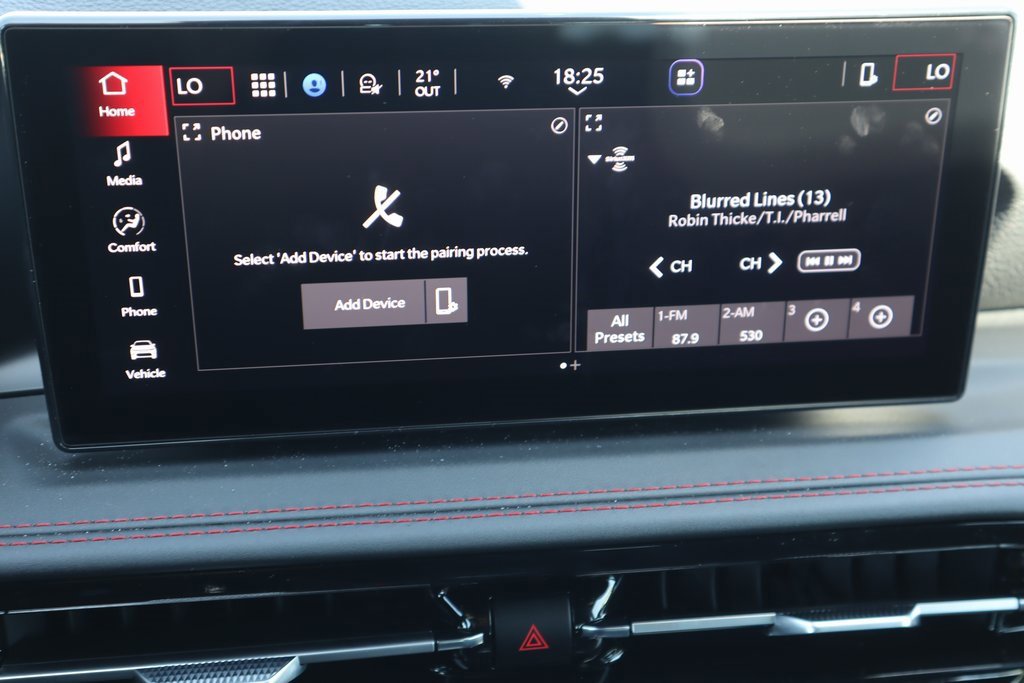 Home
LO
21°
OUT
18:25
LO
Media
Comfort
Phone
Vehicle
Phone
Select 'Add Device' to start the pairing process.
Add Device
Blurred Lines (13)
Robin Thicke/T.I./Pharrell
CH
CH
All
Presets
1-FM
87.9
2-AM
530
3
4